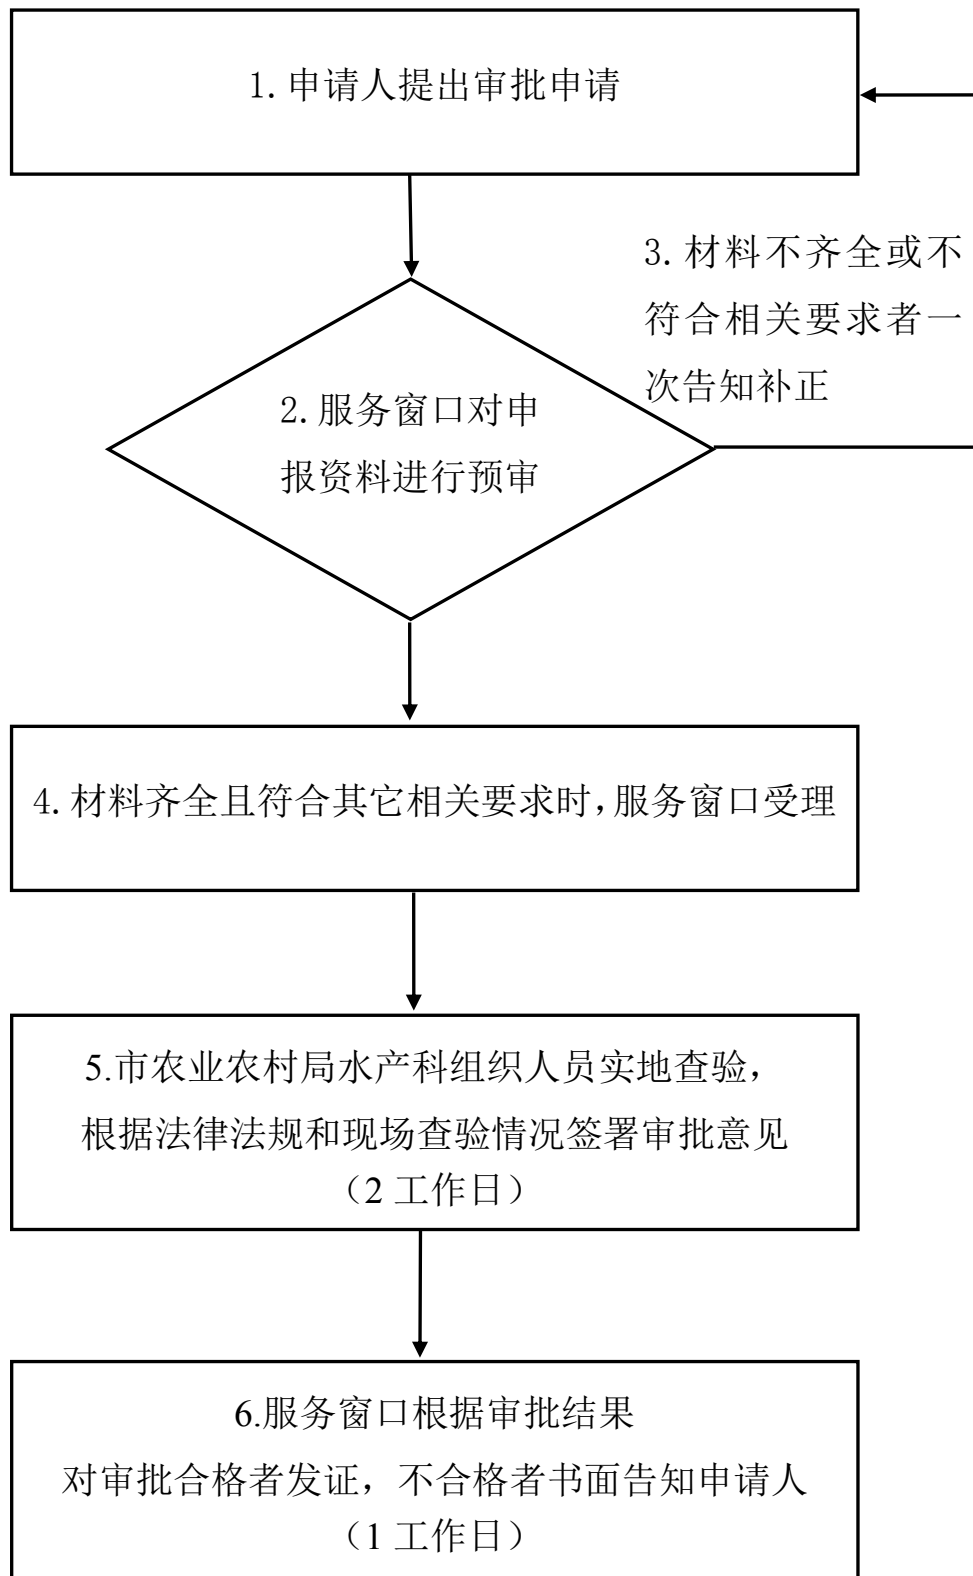 1.申请人提出审批申请
3.材料不齐全或不
符合相关要求者一
次告知补正
2.服务窗口对申
报资料进行预审
4.材料齐全且符合其它相关要求时,服务窗口受理
5.市农业农村局水产科组织人员实地查验,
根据法律法规和现场查验情况签署审批意见
（2 工作日）
6.服务窗口根据审批结果
对审批合格者发证，不合格者书面告知申请人
（1 工作日）